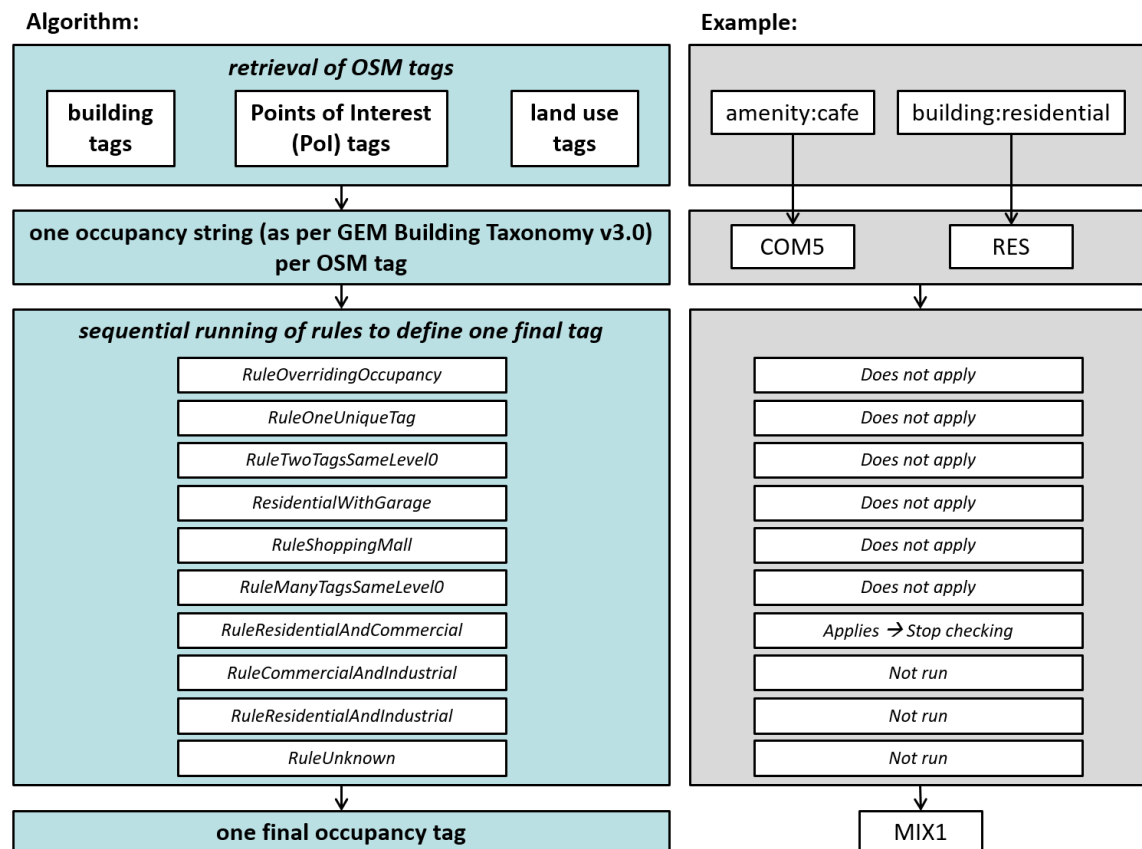 Algorithm:
retrieval of OSM tags
building
tags
Points of Interest
(PoI) tags
land use
tags
one occupancy string (as per GEM Building Taxonomy v3.0)
per OSM tag
sequential running of rules to define one final tag
RuleOverridingOccupancy
RuleOneUniqueTag
RuleTwoTagsSameLevel0
ResidentialWithGarage
RuleShoppingMall
RuleManyTagsSameLevel0
RuleResidentialAndCommercial
RuleCommercialAndIndustrial
RuleResidentialAndIndustrial
RuleUnknown
one final occupancy tag
Example:
amenity:cafe
building:residential
COM5
RES
Does not apply
Does not apply
Does not apply
Does not apply
Does not apply
Does not apply
Applies → Stop checking
Not run
Not run
Not run
MIX1